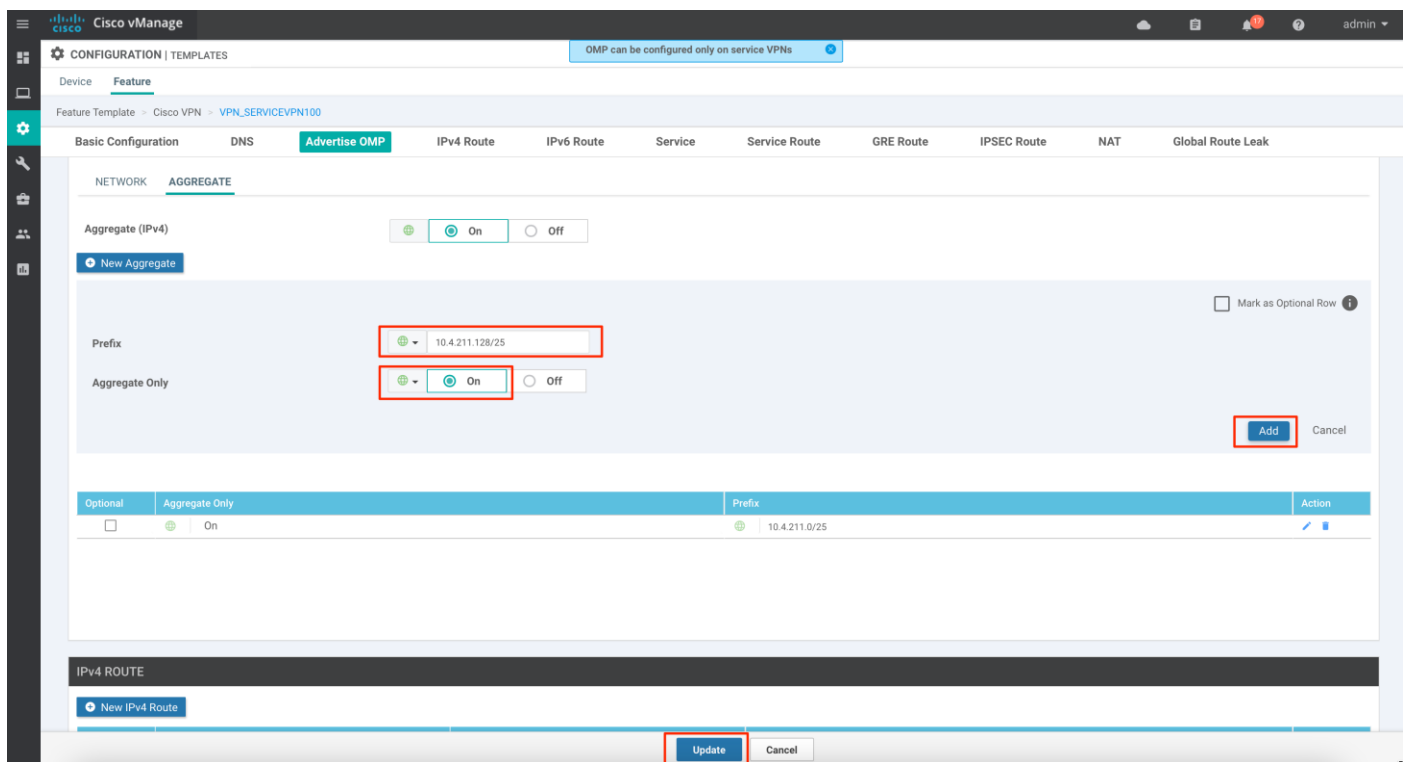 cisco Cisco vManage
17
admin
CONFIGURATION | TEMPLATES
OMP can be configured only on service VPNs
Device Feature
Feature Template > Cisco VPN > VPN_SERVICEVPN100
Basic Configuration DNS Advertise OMP IPv4 Route IPv6 Route Service Service Route GRE Route IPSEC Route NAT Global Route Leak
NETWORK AGGREGATE
Aggregate (IPv4) On Off
New Aggregate
Mark as Optional Row
Prefix 10.4.211.128/25
Aggregate Only On Off
Add Cancel
Optional Aggregate Only Prefix Action
On 10.4.211.0/25
IPv4 ROUTE
New IPv4 Route
Update Cancel